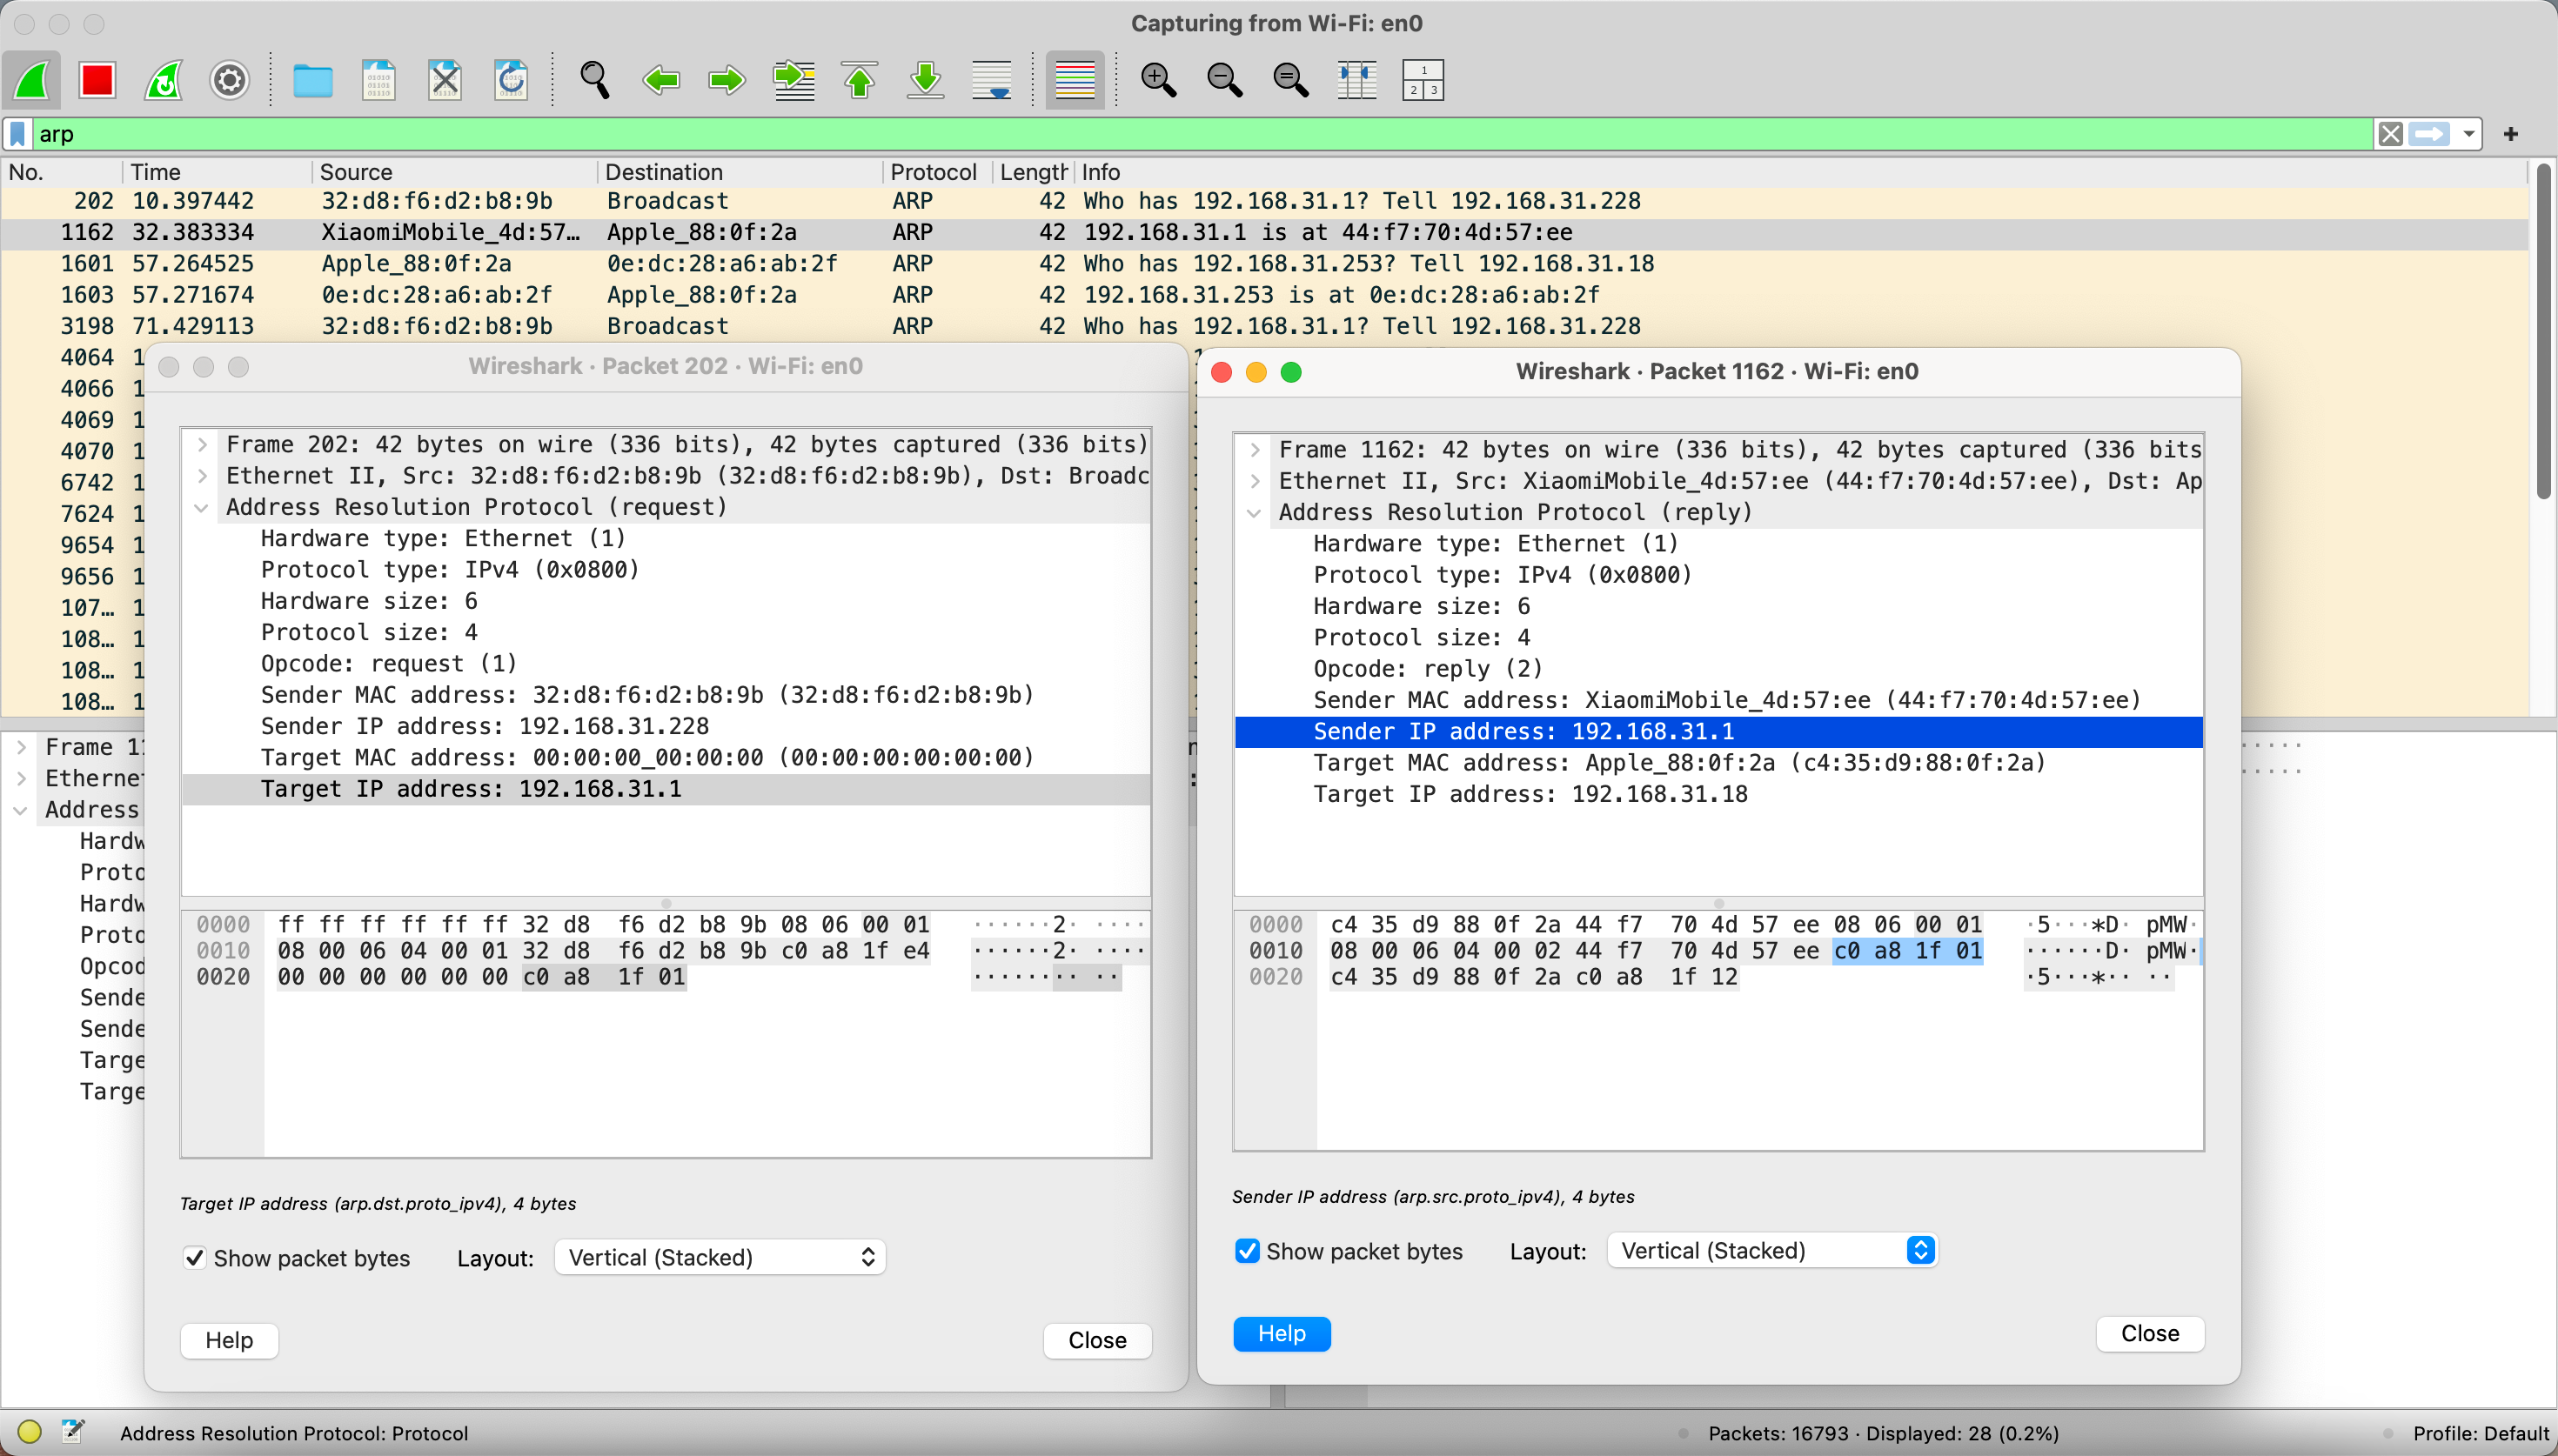 Capturing from Wi-Fi: en0
1
2 3
arp
+
No. Time Source Destination Protocol Length Info
202 10.397442 32:d8:f6:d2:b8:9b Broadcast ARP 42 Who has 192.168.31.1? Tell 192.168.31.228
1162 32.383334 XiaomiMobile_4d:57… Apple_88:0f:2a ARP 42 192.168.31.1 is at 44:f7:70:4d:57:ee
1601 57.264525 Apple_88:0f:2a 0e:dc:28:a6:ab:2f ARP 42 Who has 192.168.31.253? Tell 192.168.31.18
1603 57.271674 0e:dc:28:a6:ab:2f Apple_88:0f:2a ARP 42 192.168.31.253 is at 0e:dc:28:a6:ab:2f
3198 71.429113 32:d8:f6:d2:b8:9b Broadcast ARP 42 Who has 192.168.31.1? Tell 192.168.31.228
4064 1
4066 1
4069 1
4070 1
6742 1
7624 1
9654 1
9656 1
107… 1
108… 1
108… 1
108… 1
Frame 11
Ethernet
Address
Hardw
Proto
Hardw
Proto
Opcod
Sende
Sende
Targe
Targe
Wireshark · Packet 202 · Wi-Fi: en0
Frame 202: 42 bytes on wire (336 bits), 42 bytes captured (336 bits)
Ethernet II, Src: 32:d8:f6:d2:b8:9b (32:d8:f6:d2:b8:9b), Dst: Broadc
Address Resolution Protocol (request)
Hardware type: Ethernet (1)
Protocol type: IPv4 (0x0800)
Hardware size: 6
Protocol size: 4
Opcode: request (1)
Sender MAC address: 32:d8:f6:d2:b8:9b (32:d8:f6:d2:b8:9b)
Sender IP address: 192.168.31.228
Target MAC address: 00:00:00_00:00:00 (00:00:00:00:00:00)
Target IP address: 192.168.31.1
0000 ff ff ff ff ff ff 32 d8 f6 d2 b8 9b 08 06 00 01 ······2· ····
0010 08 00 06 04 00 01 32 d8 f6 d2 b8 9b c0 a8 1f e4 ······2· ····
0020 00 00 00 00 00 00 c0 a8 1f 01 ········ ··
Target IP address (arp.dst.proto_ipv4), 4 bytes
Show packet bytes Layout: Vertical (Stacked)
Help Close
Wireshark · Packet 1162 · Wi-Fi: en0
Frame 1162: 42 bytes on wire (336 bits), 42 bytes captured (336 bits
Ethernet II, Src: XiaomiMobile_4d:57:ee (44:f7:70:4d:57:ee), Dst: Ap
Address Resolution Protocol (reply)
Hardware type: Ethernet (1)
Protocol type: IPv4 (0x0800)
Hardware size: 6
Protocol size: 4
Opcode: reply (2)
Sender MAC address: XiaomiMobile_4d:57:ee (44:f7:70:4d:57:ee)
Sender IP address: 192.168.31.1
Target MAC address: Apple_88:0f:2a (c4:35:d9:88:0f:2a)
Target IP address: 192.168.31.18
0000 c4 35 d9 88 0f 2a 44 f7 70 4d 57 ee 08 06 00 01 ·5···*D· pMW·
0010 08 00 06 04 00 02 44 f7 70 4d 57 ee c0 a8 1f 01 ······D· pMW·
0020 c4 35 d9 88 0f 2a c0 a8 1f 12 ·5···*·· ··
Sender IP address (arp.src.proto_ipv4), 4 bytes
Show packet bytes Layout: Vertical (Stacked)
Help Close
Address Resolution Protocol: Protocol Packets: 16793 · Displayed: 28 (0.2%) Profile: Default